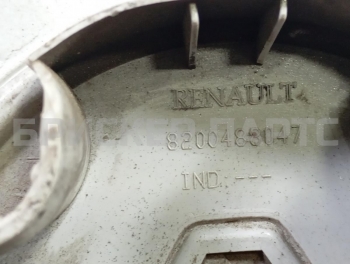 RENAULT
8200485047
IND. ---